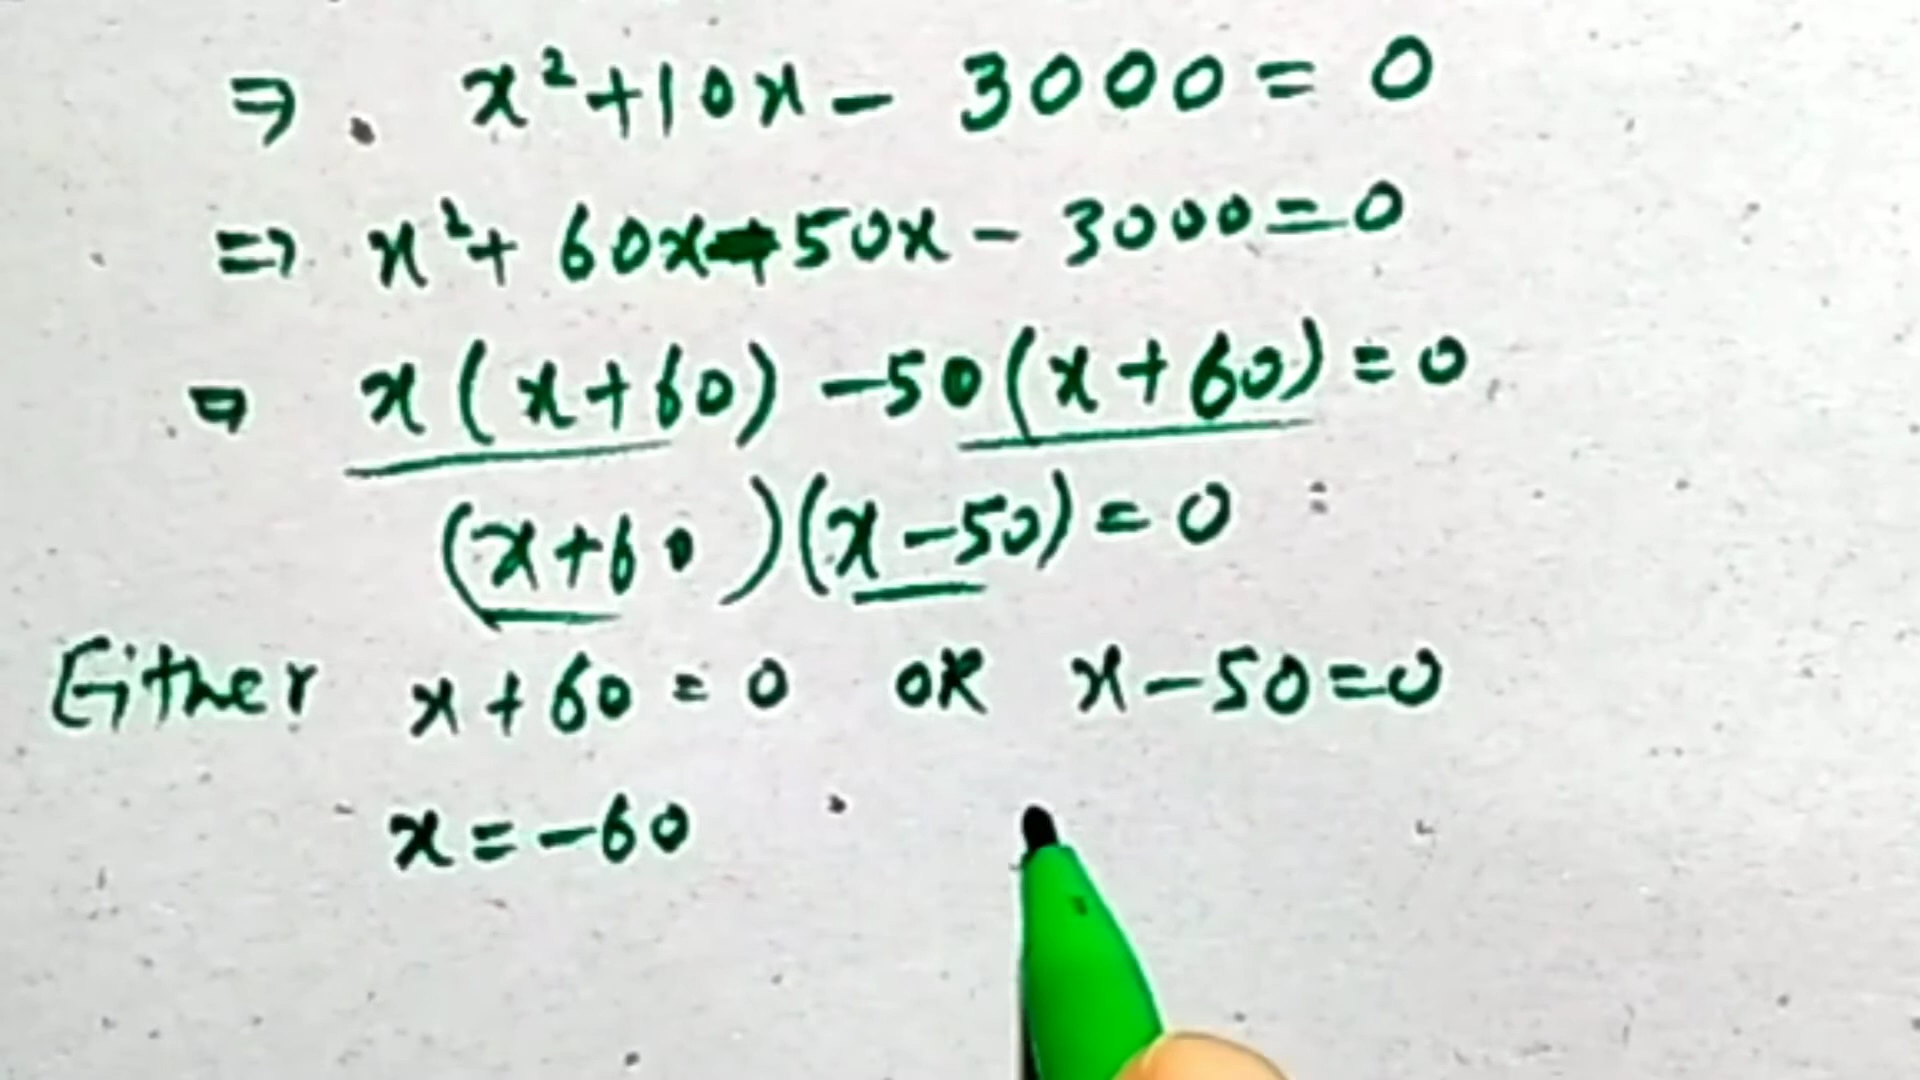 ⇒ x²+10x - 3000 = 0
⇒ x² + 60x - 50x - 3000 = 0
⇒ x(x+60) - 50(x+60) = 0
(x+60)(x-50) = 0
Either x+60 = 0 OR x-50=0
x = -60